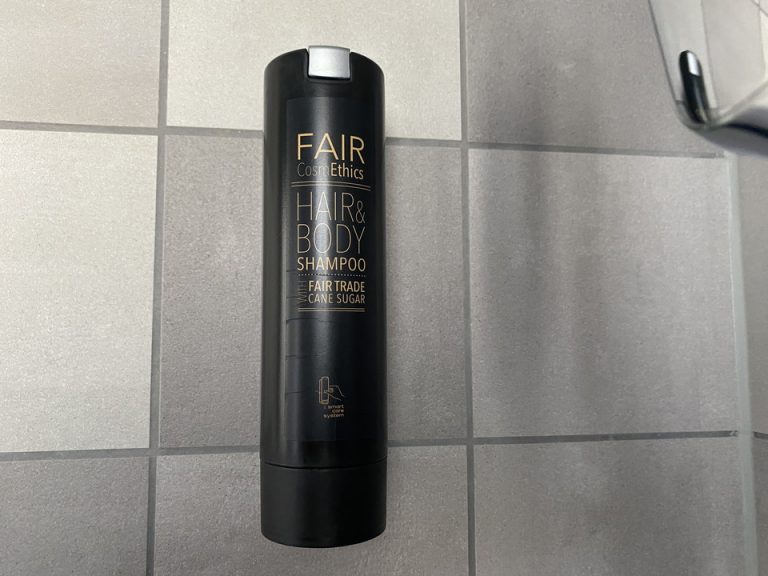 FAIR
CosmEthics
HAIR&
BODY
SHAMPOO
WITH FAIR TRADE
CANE SUGAR
smart
care
system